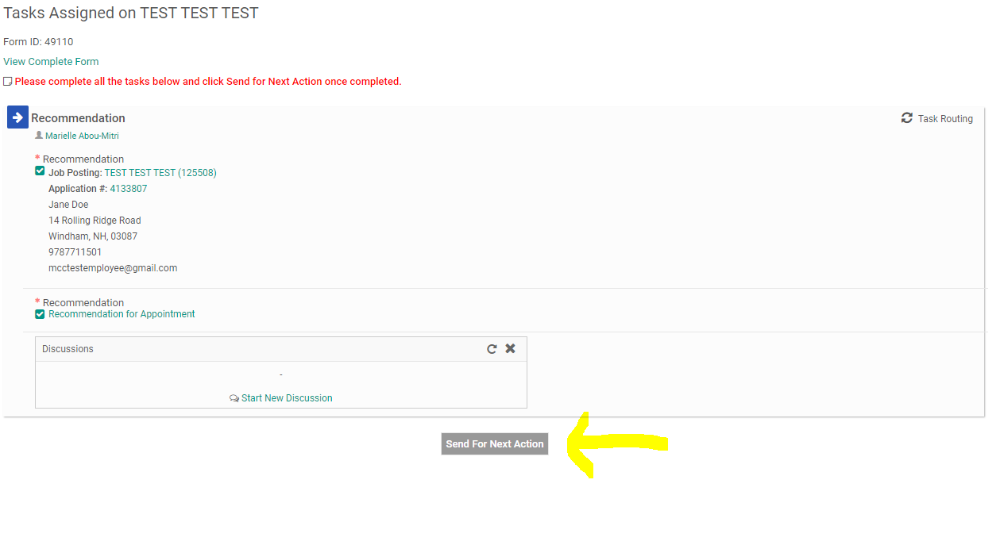 Tasks Assigned on TEST TEST TEST
Form ID: 49110
View Complete Form
Please complete all the tasks below and click Send for Next Action once completed.
Recommendation
Task Routing
Marielle Abou-Mitri
* Recommendation
Job Posting: TEST TEST TEST (125508)
Application #: 4133807
Jane Doe
14 Rolling Ridge Road
Windham, NH, 03087
9787711501
mcctestemployee@gmail.com
* Recommendation
Recommendation for Appointment
Discussions
-
Start New Discussion
Send For Next Action